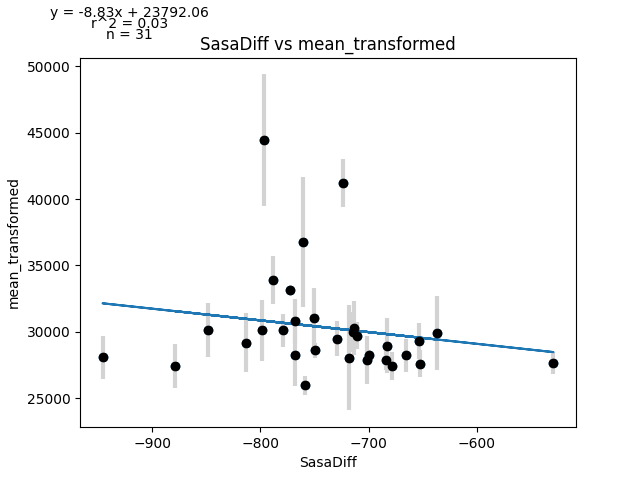 y = -8.83x + 23792.06
r^2 = 0.03
n = 31
SasaDiff vs mean_transformed
50000
45000
40000
35000
30000
25000
mean_transformed
−900
−800
−700
−600
SasaDiff